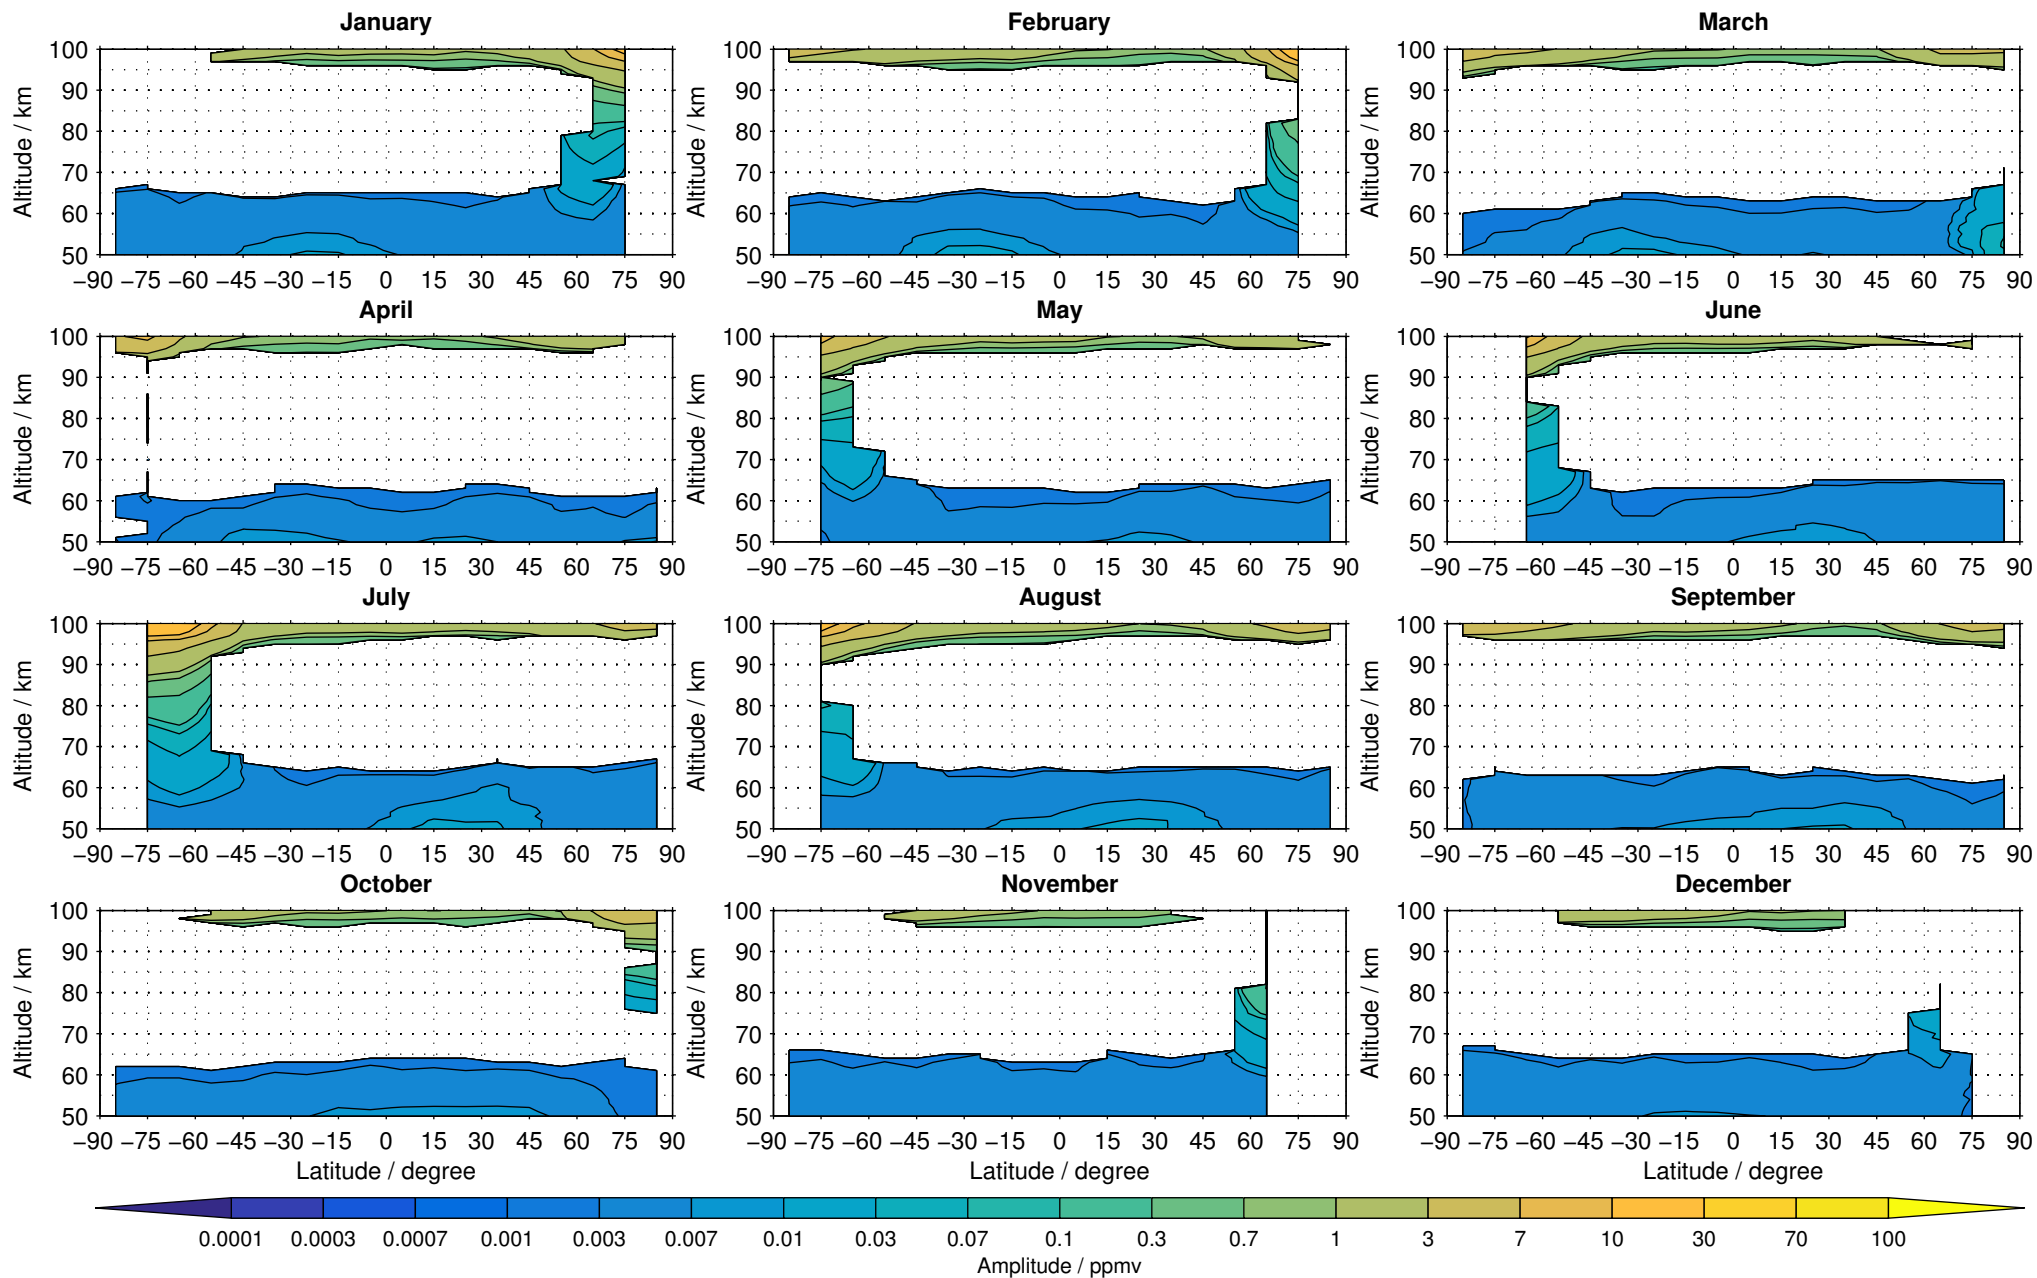 January February March
100 100 100
90 90 90
80 80 80
70 70 70
60 60 60
50 50 50
Altitude / km Altitude / km Altitude / km
−90 −75 −60 −45 −30 −15 0 15 30 45 60 75 90 −90 −75 −60 −45 −30 −15 0 15 30 45 60 75 90 −90 −75 −60 −45 −30 −15 0 15 30 45 60 75 90
April May June
100 100 100
90 90 90
80 80 80
70 70 70
60 60 60
50 50 50
Altitude / km Altitude / km Altitude / km
−90 −75 −60 −45 −30 −15 0 15 30 45 60 75 90 −90 −75 −60 −45 −30 −15 0 15 30 45 60 75 90 −90 −75 −60 −45 −30 −15 0 15 30 45 60 75 90
July August September
100 100 100
90 90 90
80 80 80
70 70 70
60 60 60
50 50 50
Altitude / km Altitude / km Altitude / km
−90 −75 −60 −45 −30 −15 0 15 30 45 60 75 90 −90 −75 −60 −45 −30 −15 0 15 30 45 60 75 90 −90 −75 −60 −45 −30 −15 0 15 30 45 60 75 90
October November December
100 100 100
90 90 90
80 80 80
70 70 70
60 60 60
50 50 50
Altitude / km Altitude / km Altitude / km
−90 −75 −60 −45 −30 −15 0 15 30 45 60 75 90 −90 −75 −60 −45 −30 −15 0 15 30 45 60 75 90 −90 −75 −60 −45 −30 −15 0 15 30 45 60 75 90
Latitude / degree Latitude / degree Latitude / degree
0.0001 0.0003 0.0007 0.001 0.003 0.007 0.01 0.03 0.07 0.1 0.3 0.7 1 3 7 10 30 70 100
Amplitude / ppmv